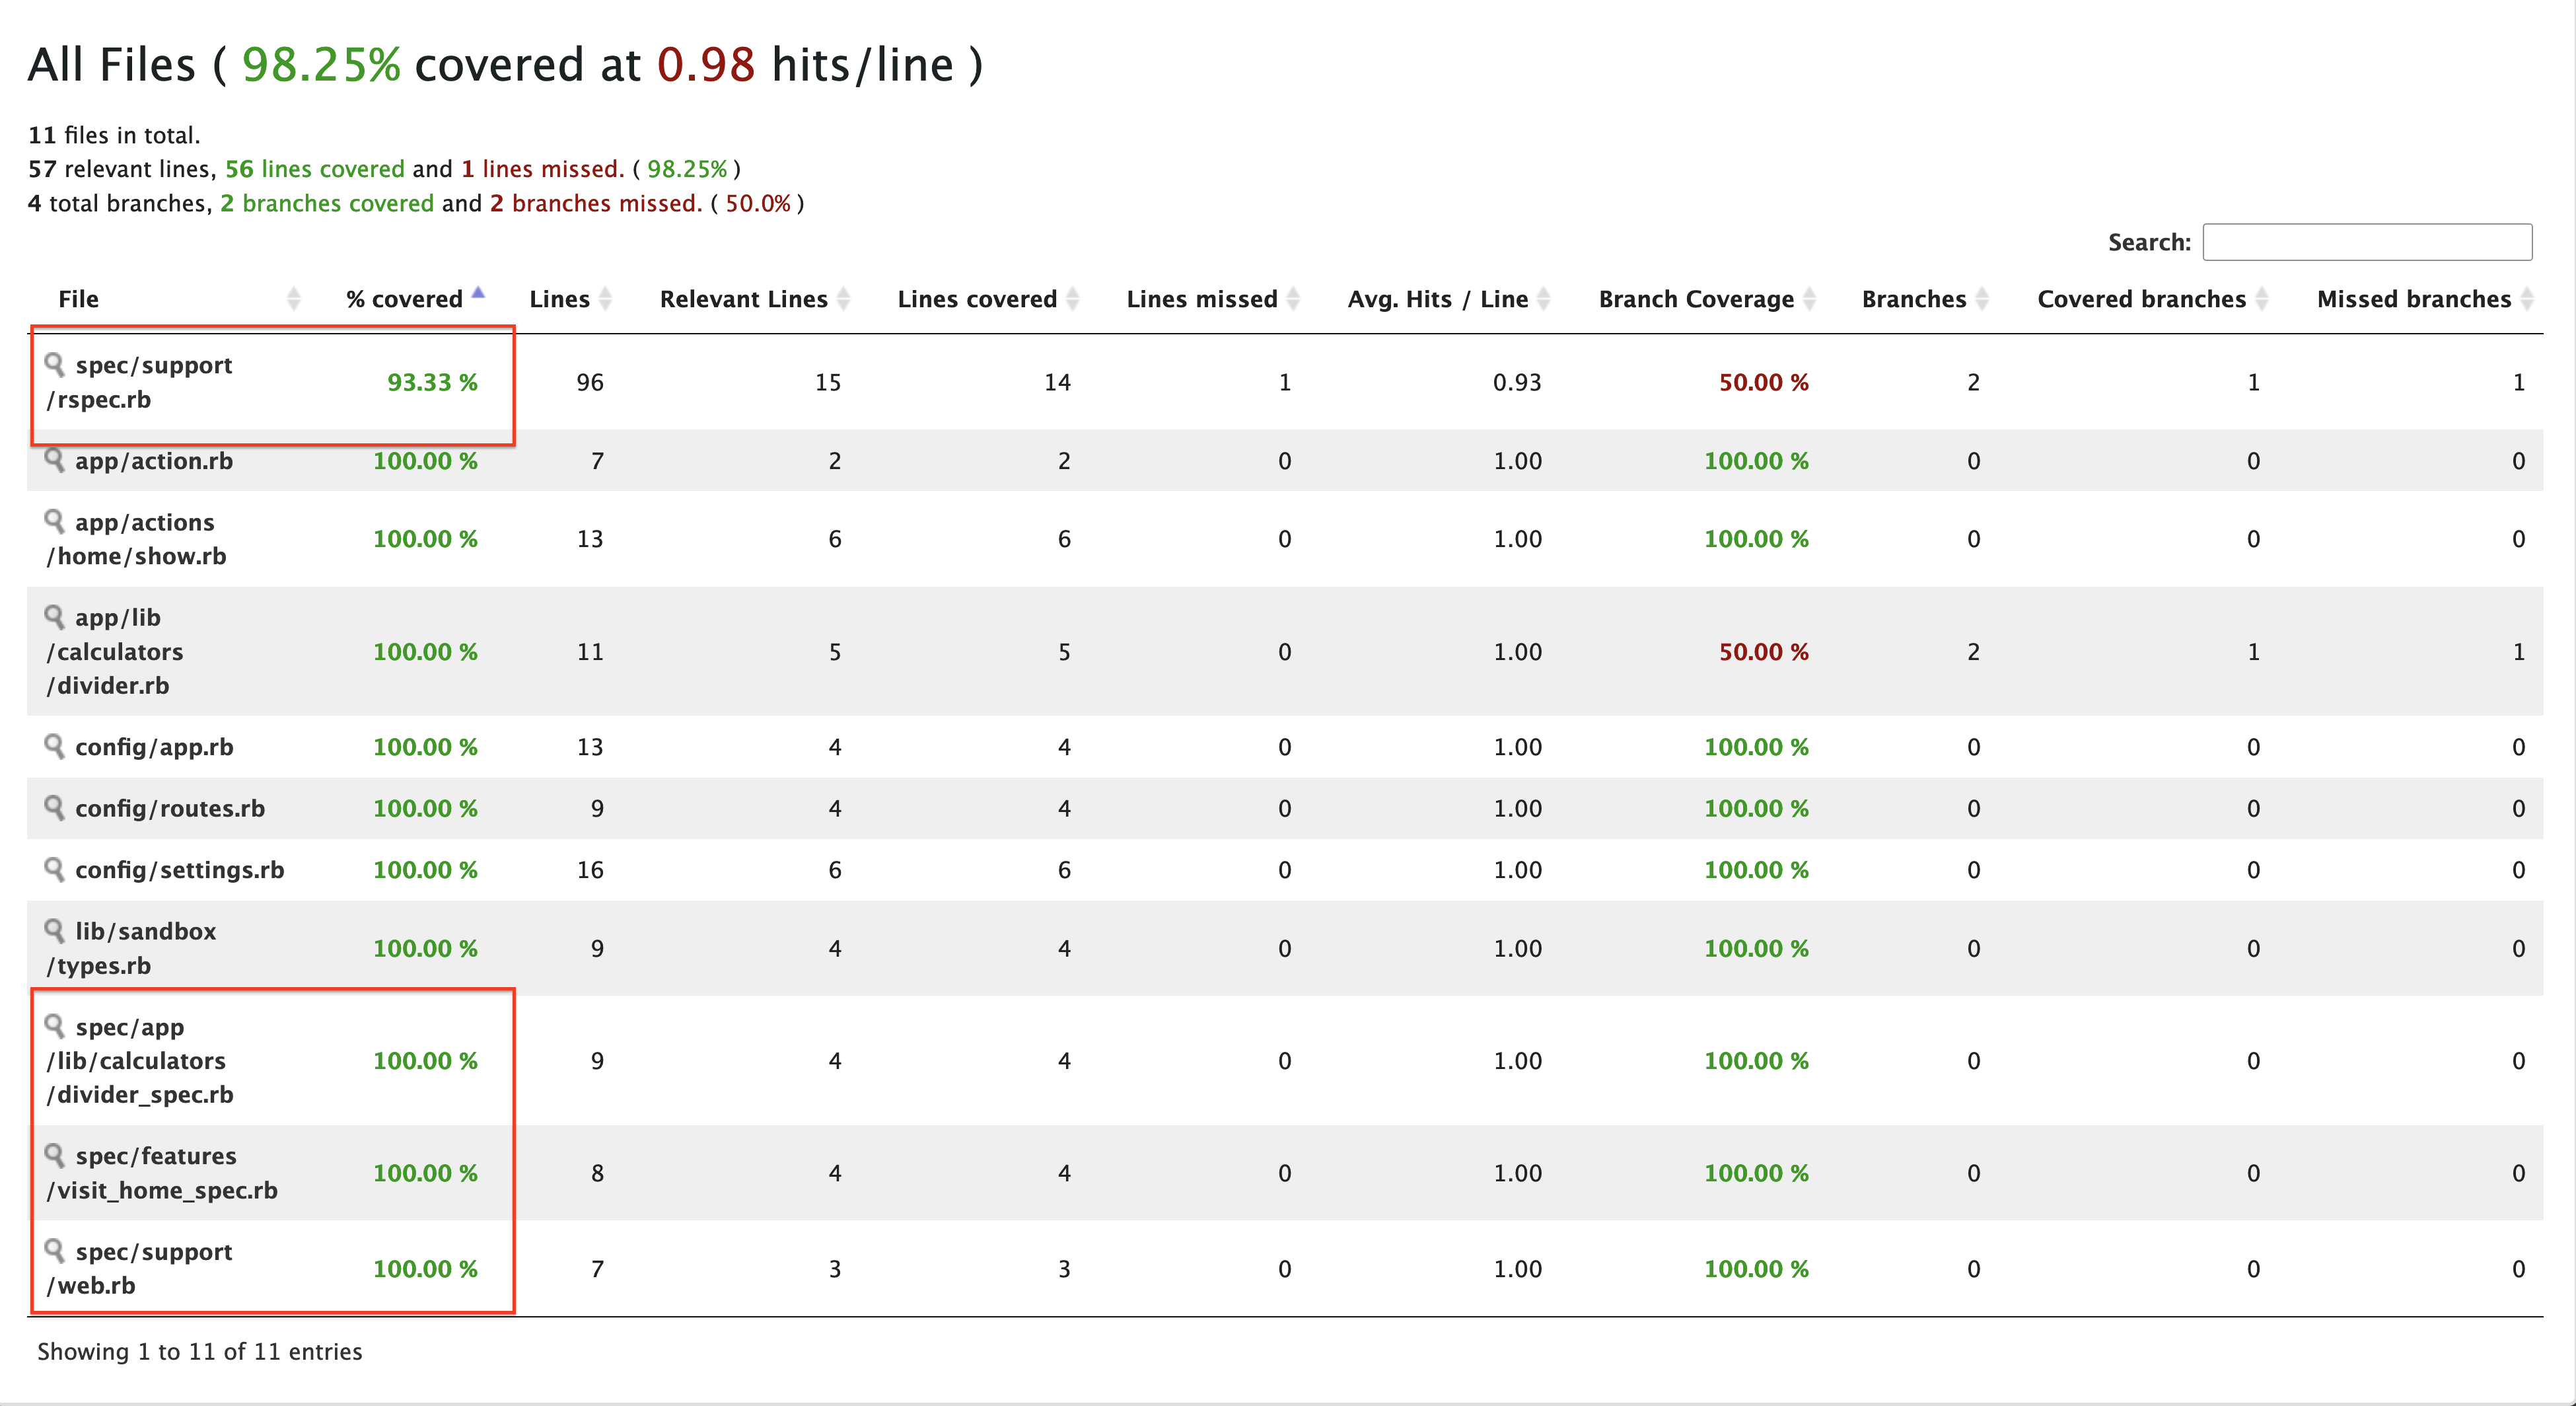 All Files ( 98.25% covered at 0.98 hits/line )
11 files in total.
57 relevant lines, 56 lines covered and 1 lines missed. ( 98.25% )
4 total branches, 2 branches covered and 2 branches missed. ( 50.0% )
Search:
File % covered Lines Relevant Lines Lines covered Lines missed Avg. Hits / Line Branch Coverage Branches Covered branches Missed branches
spec/support
/rspec.rb 93.33 % 96 15 14 1 0.93 50.00 % 2 1 1
app/action.rb 100.00 % 7 2 2 0 1.00 100.00 % 0 0 0
app/actions
/home/show.rb 100.00 % 13 6 6 0 1.00 100.00 % 0 0 0
app/lib
/calculators 100.00 % 11 5 5 0 1.00 50.00 % 2 1 1
/divider.rb
config/app.rb 100.00 % 13 4 4 0 1.00 100.00 % 0 0 0
config/routes.rb 100.00 % 9 4 4 0 1.00 100.00 % 0 0 0
config/settings.rb 100.00 % 16 6 6 0 1.00 100.00 % 0 0 0
lib/sandbox
/types.rb 100.00 % 9 4 4 0 1.00 100.00 % 0 0 0
spec/app
/lib/calculators 100.00 % 9 4 4 0 1.00 100.00 % 0 0 0
/divider_spec.rb
spec/features
/visit_home_spec.rb 100.00 % 8 4 4 0 1.00 100.00 % 0 0 0
spec/support
/web.rb 100.00 % 7 3 3 0 1.00 100.00 % 0 0 0
Showing 1 to 11 of 11 entries